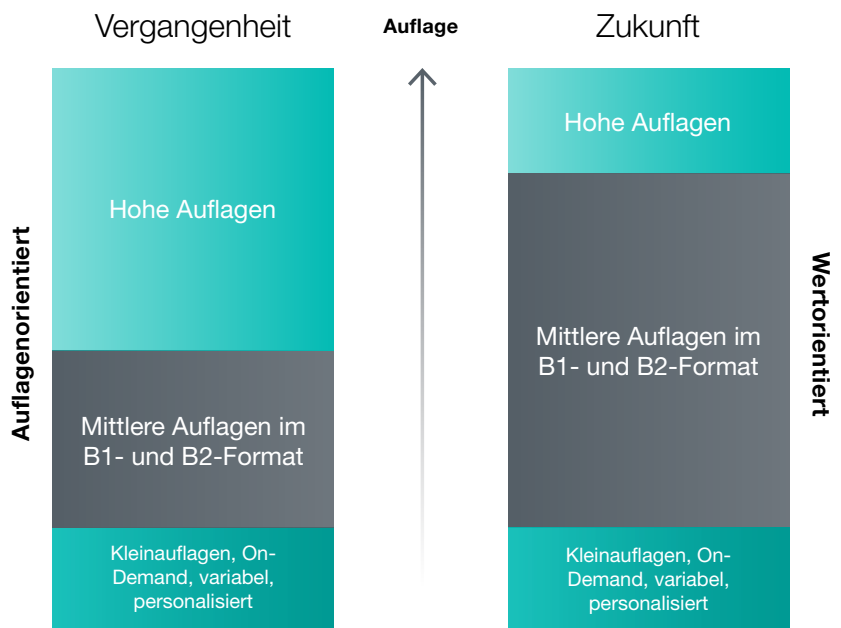 Vergangenheit
Auflage
Zukunft
Auflagenorientiert
Hohe Auflagen
Mittlere Auflagen im
B1- und B2-Format
Kleinauflagen, On-
Demand, variabel,
personalisiert
Hohe Auflagen
Mittlere Auflagen im
B1- und B2-Format
Kleinauflagen, On-
Demand, variabel,
personalisiert
Wertorientiert